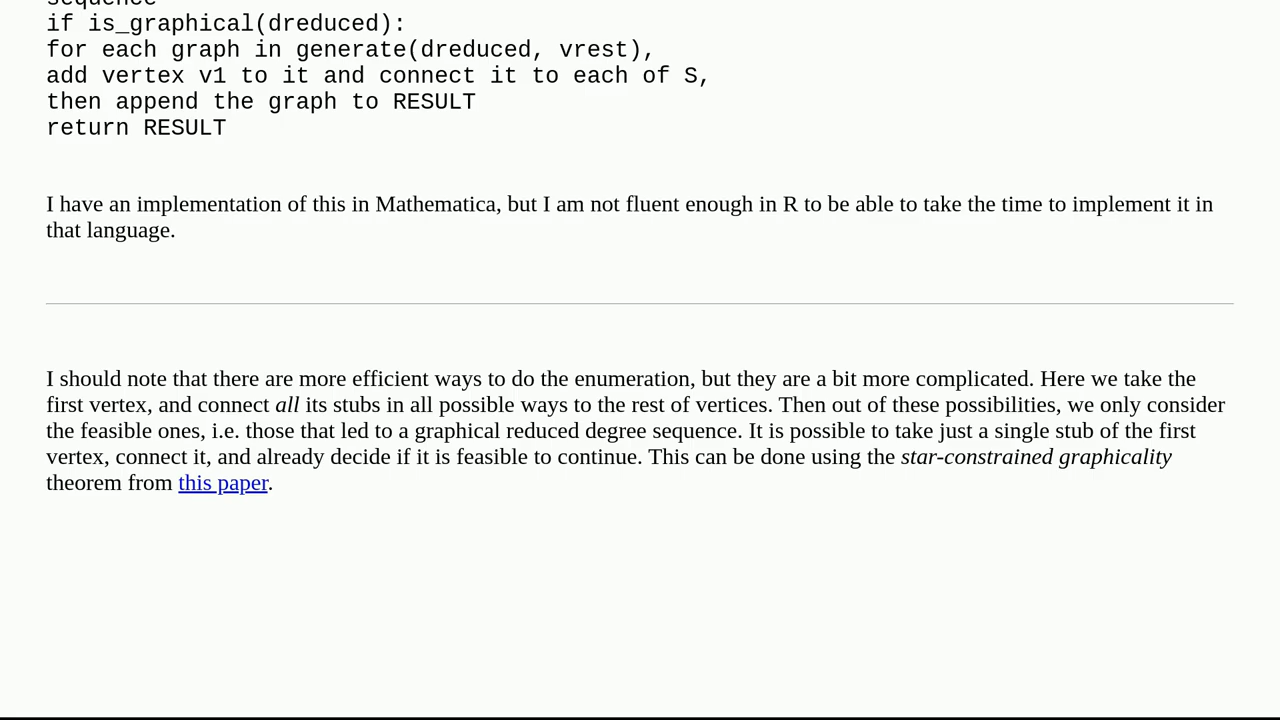 sequence
if is_graphical(dreduced):
for each graph in generate(dreduced, vrest),
add vertex v1 to it and connect it to each of S,
then append the graph to RESULT
return RESULT
I have an implementation of this in Mathematica, but I am not fluent enough in R to be able to take the time to implement it in
that language.
I should note that there are more efficient ways to do the enumeration, but they are a bit more complicated. Here we take the
first vertex, and connect all its stubs in all possible ways to the rest of vertices. Then out of these possibilities, we only consider
the feasible ones, i.e. those that led to a graphical reduced degree sequence. It is possible to take just a single stub of the first
vertex, connect it, and already decide if it is feasible to continue. This can be done using the star-constrained graphicality
theorem from this paper.